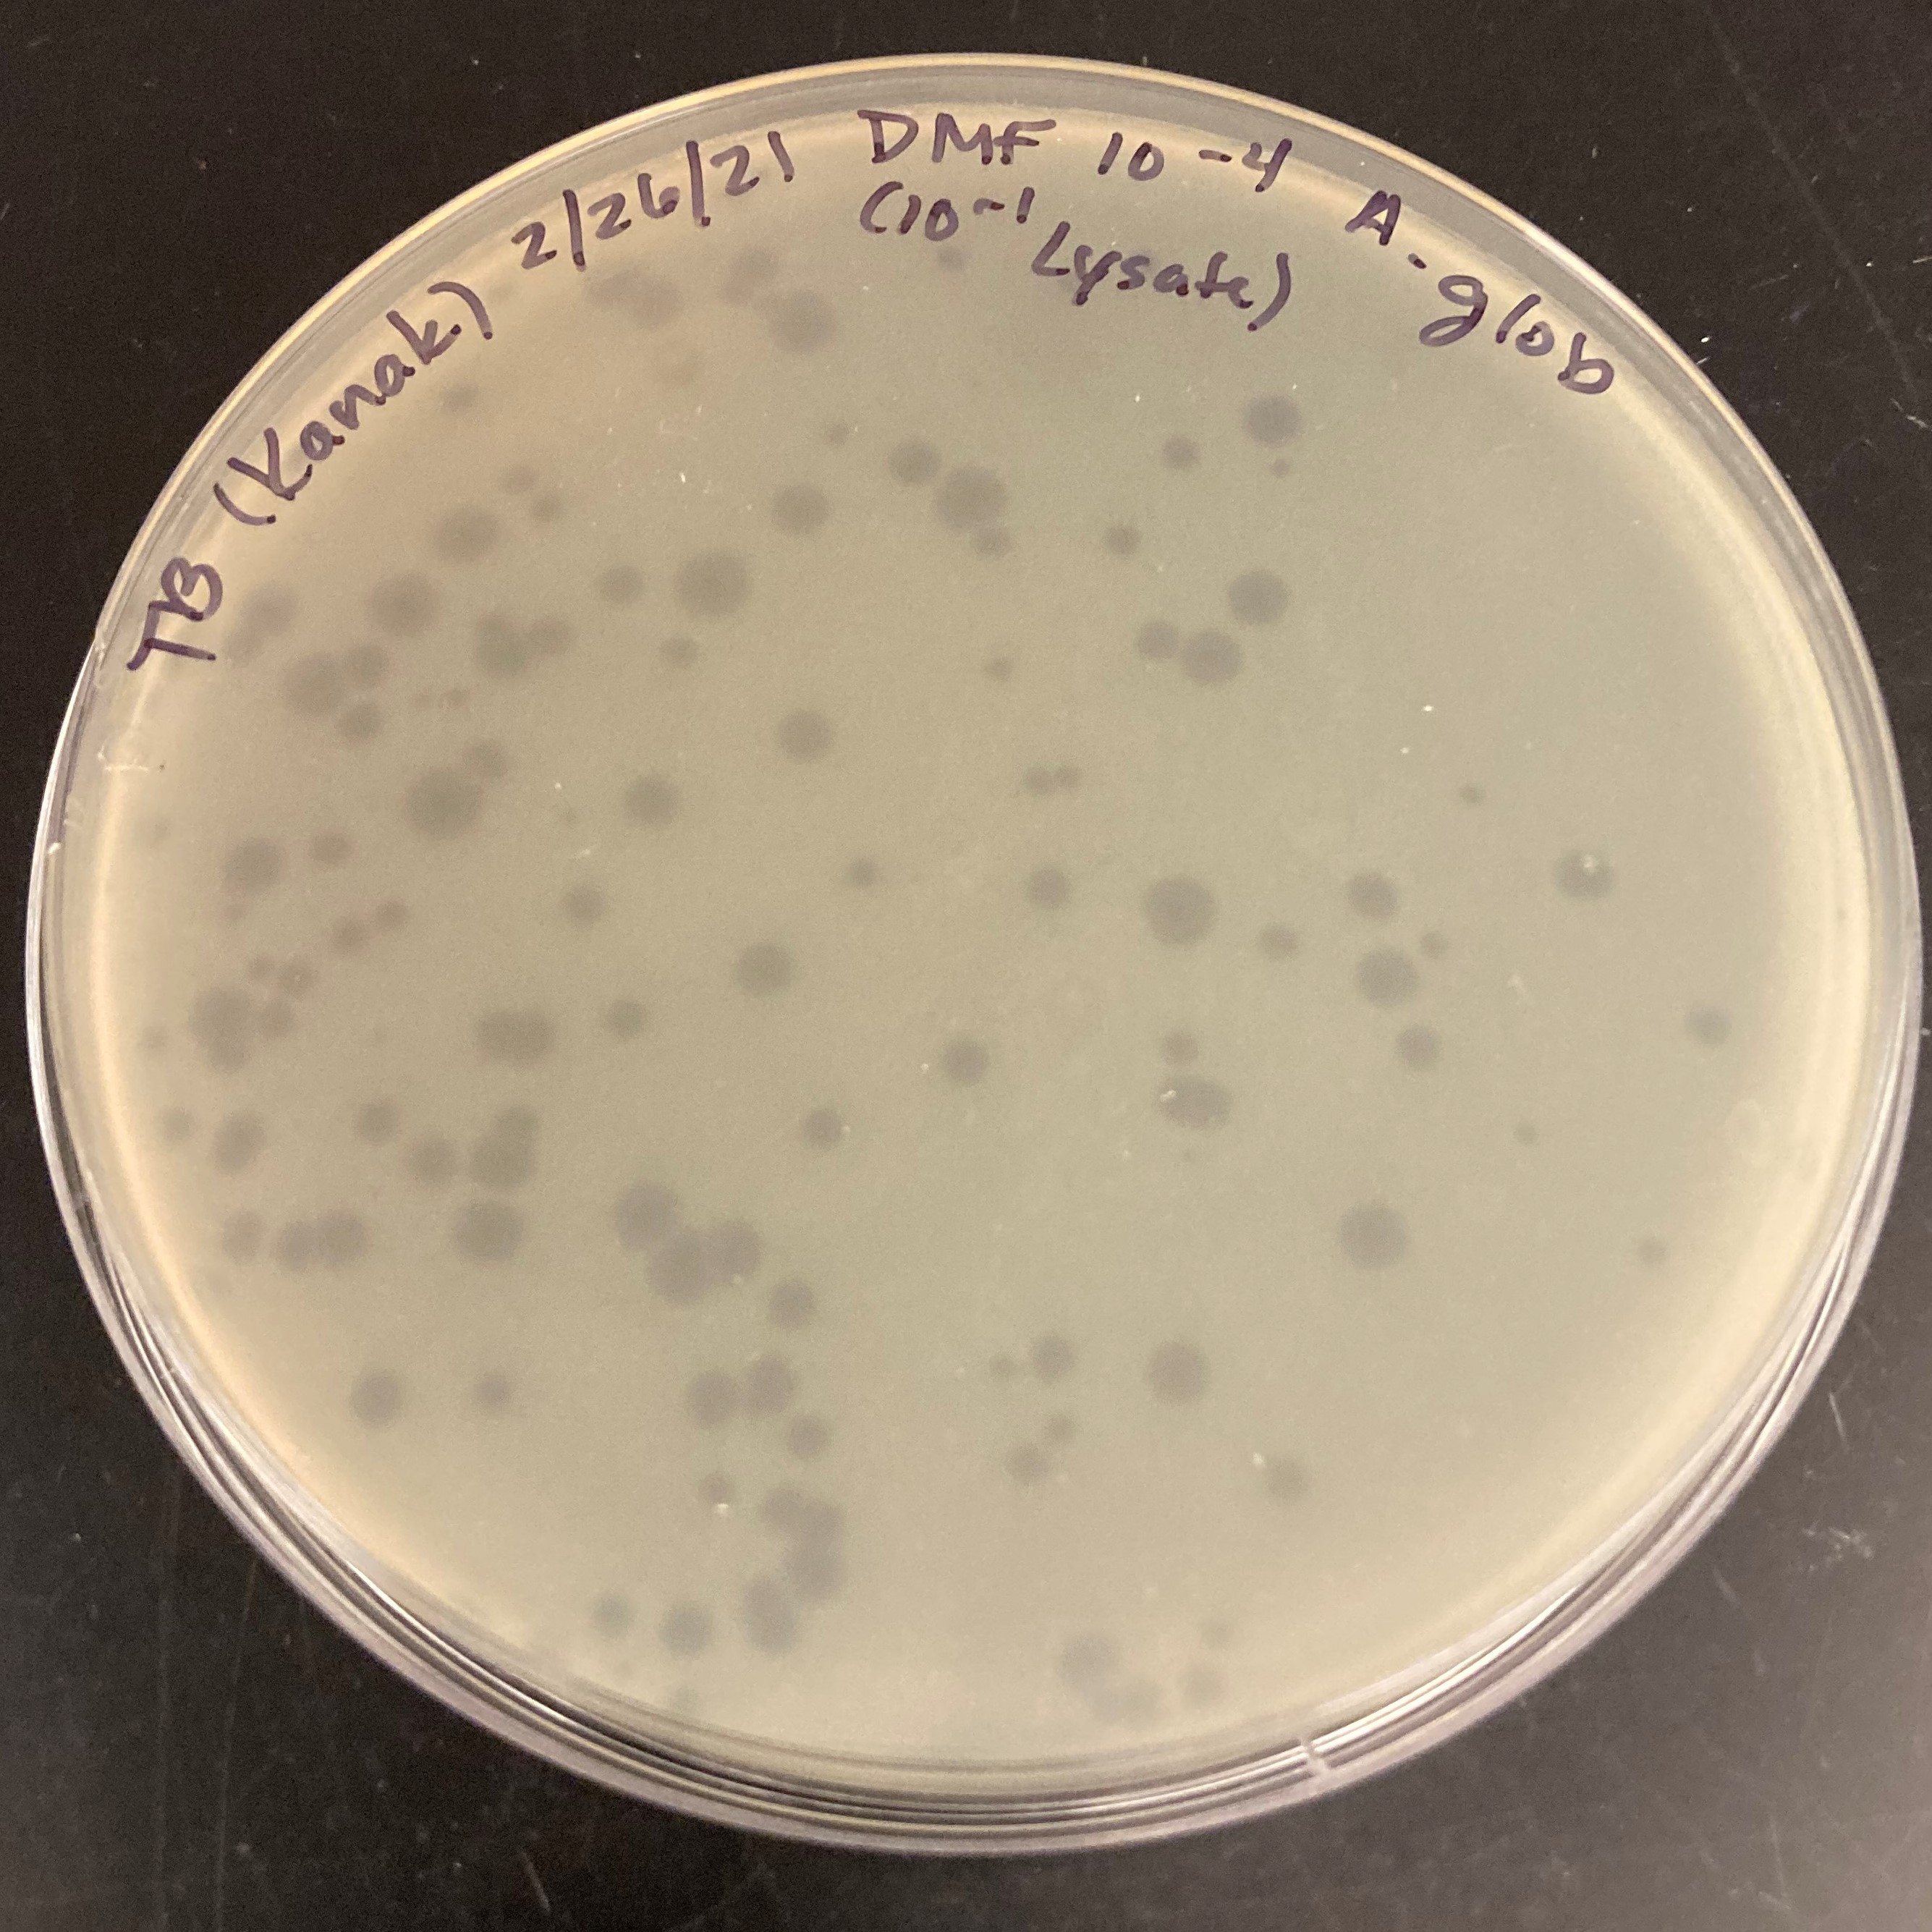 TB (Kanak) 2/26/21 DMF 10-4 A. glob
(10-1 Lysate)